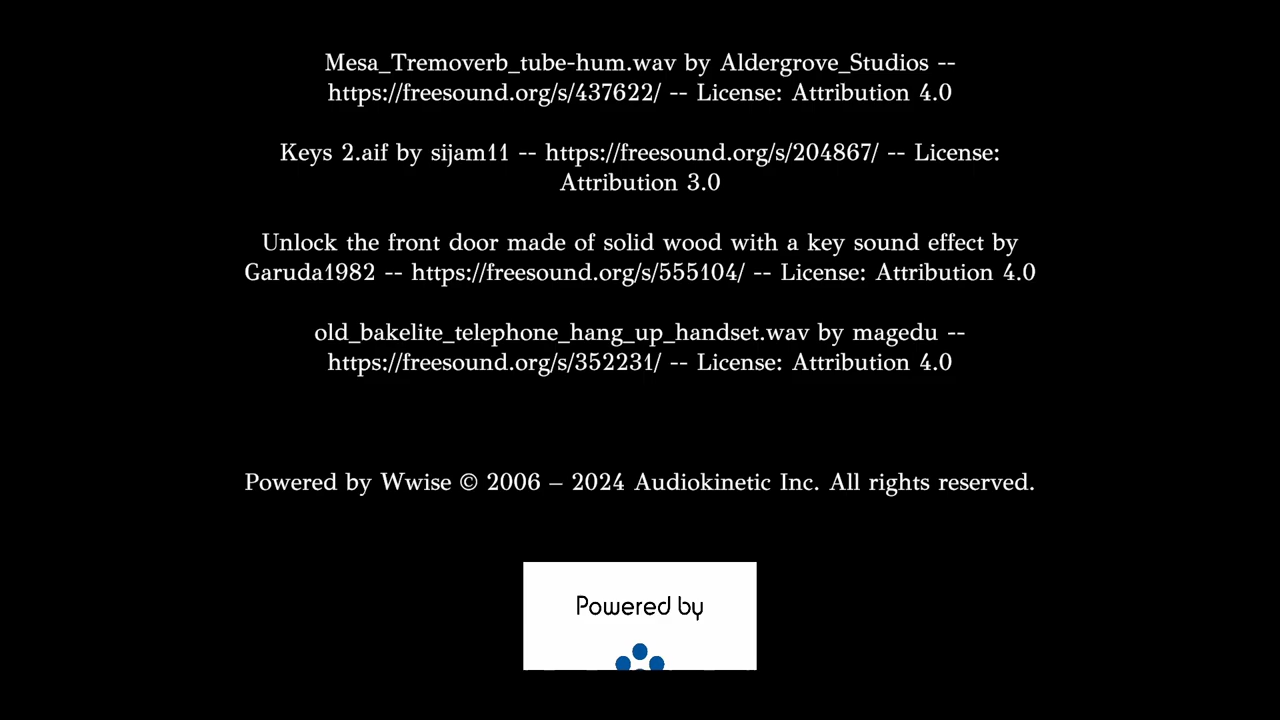 Mesa_Tremoverb_tube-hum.wav by Aldergrove_Studios --
https://freesound.org/s/437622/ -- License: Attribution 4.0
Keys 2.aif by sijam11 -- https://freesound.org/s/204867/ -- License:
Attribution 3.0
Unlock the front door made of solid wood with a key sound effect by
Garuda1982 -- https://freesound.org/s/555104/ -- License: Attribution 4.0
old_bakelite_telephone_hang_up_handset.wav by magedu --
https://freesound.org/s/352231/ -- License: Attribution 4.0
Powered by Wwise © 2006 – 2024 Audiokinetic Inc. All rights reserved.
Powered by